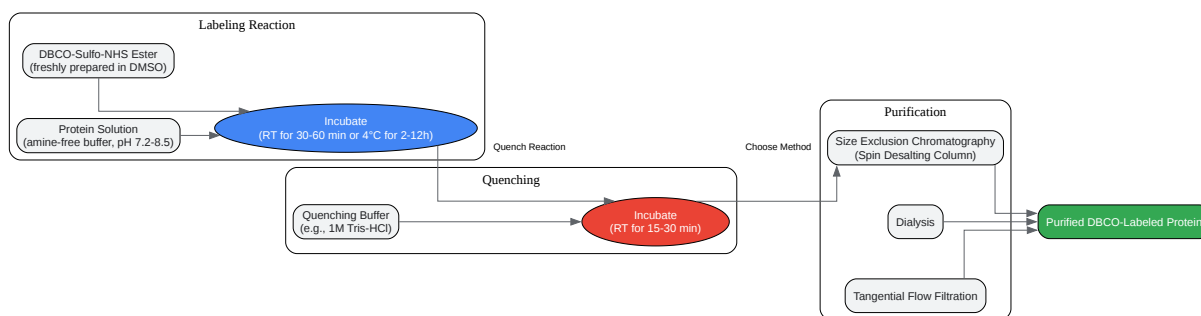 Labeling Reaction
DBCO-Sulfo-NHS Ester
(freshly prepared in DMSO)
Protein Solution
(amine-free buffer, pH 7.2-8.5)
Incubate
(RT for 30-60 min or 4°C for 2-12h)
Quench Reaction
Quenching
Quenching Buffer
(e.g., 1M Tris-HCl)
Incubate
(RT for 15-30 min)
Choose Method
Purification
Size Exclusion Chromatography
(Spin Desalting Column)
Dialysis
Tangential Flow Filtration
Purified DBCO-Labeled Protein